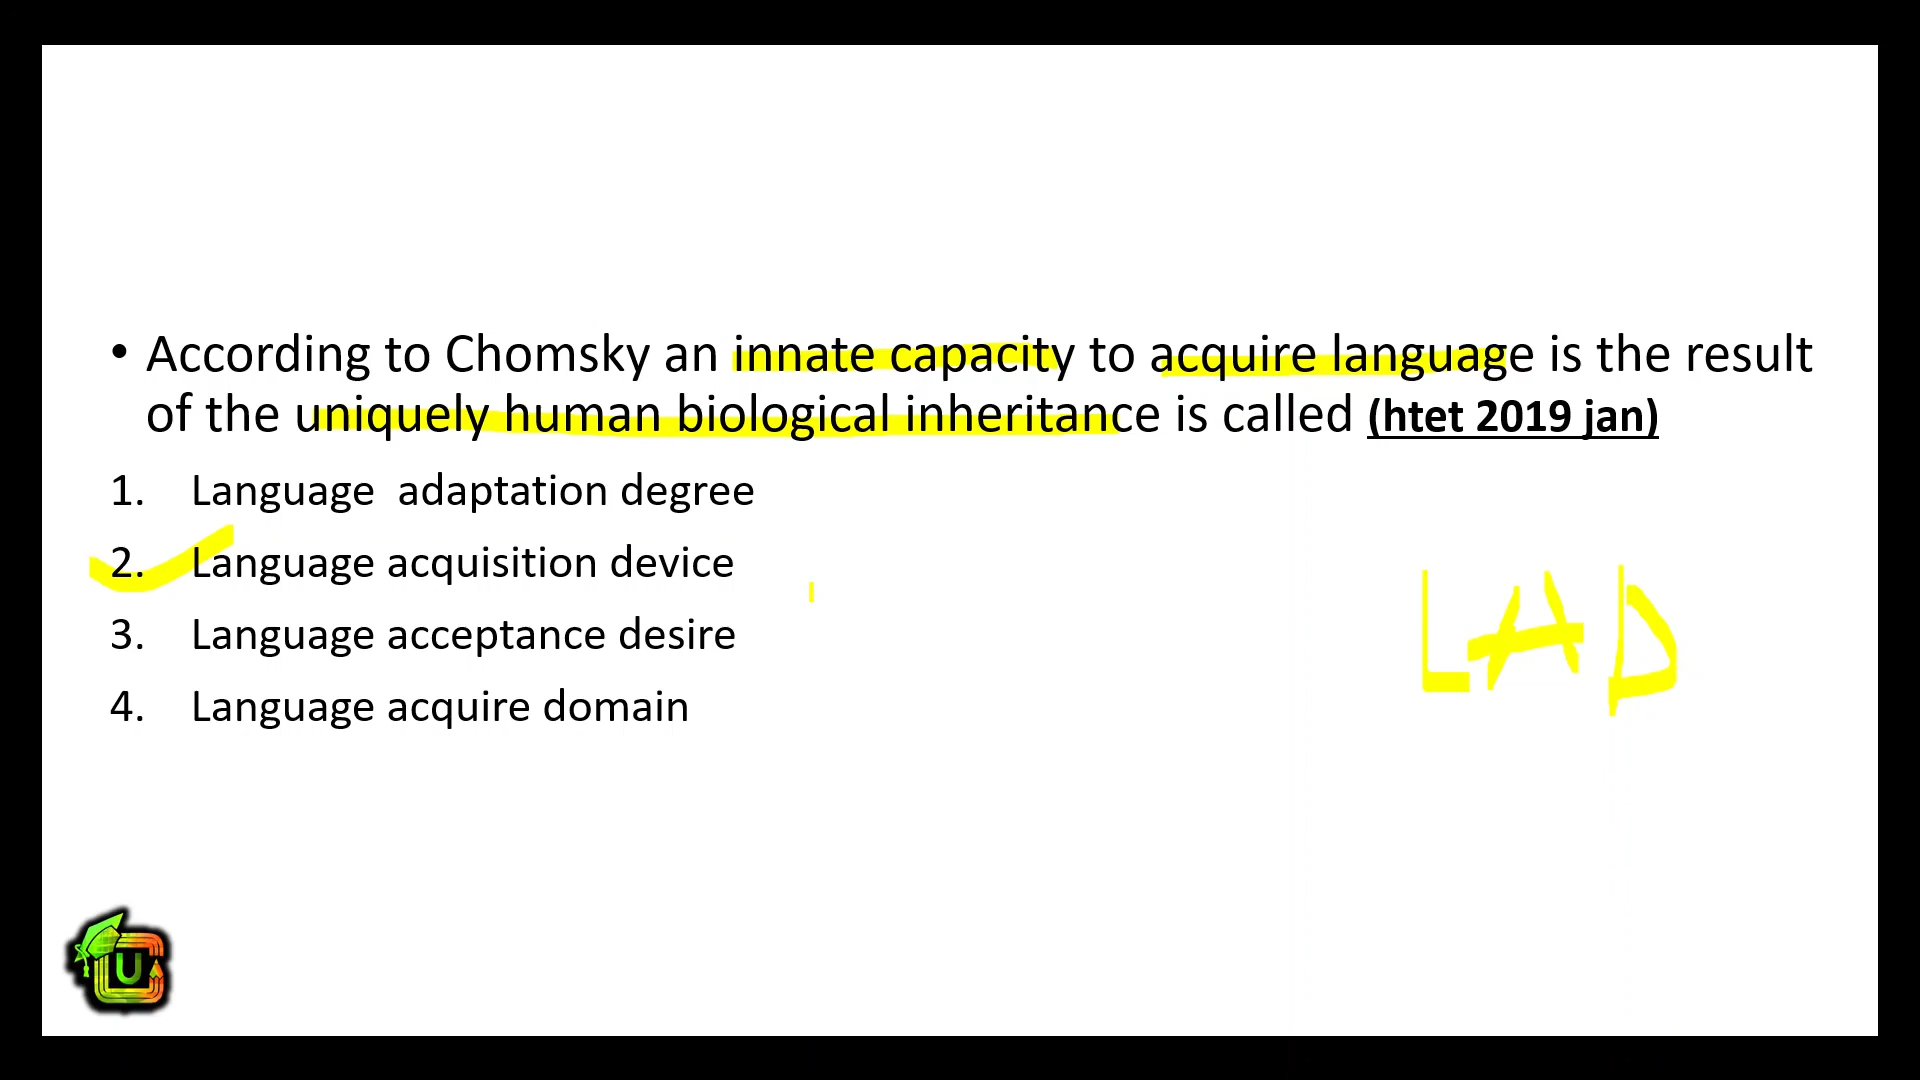 • According to Chomsky an innate capacity to acquire language is the result
of the uniquely human biological inheritance is called (htet 2019 jan)
1. Language  adaptation degree
2. Language acquisition device
3. Language acceptance desire
4. Language acquire domain
LAD
U